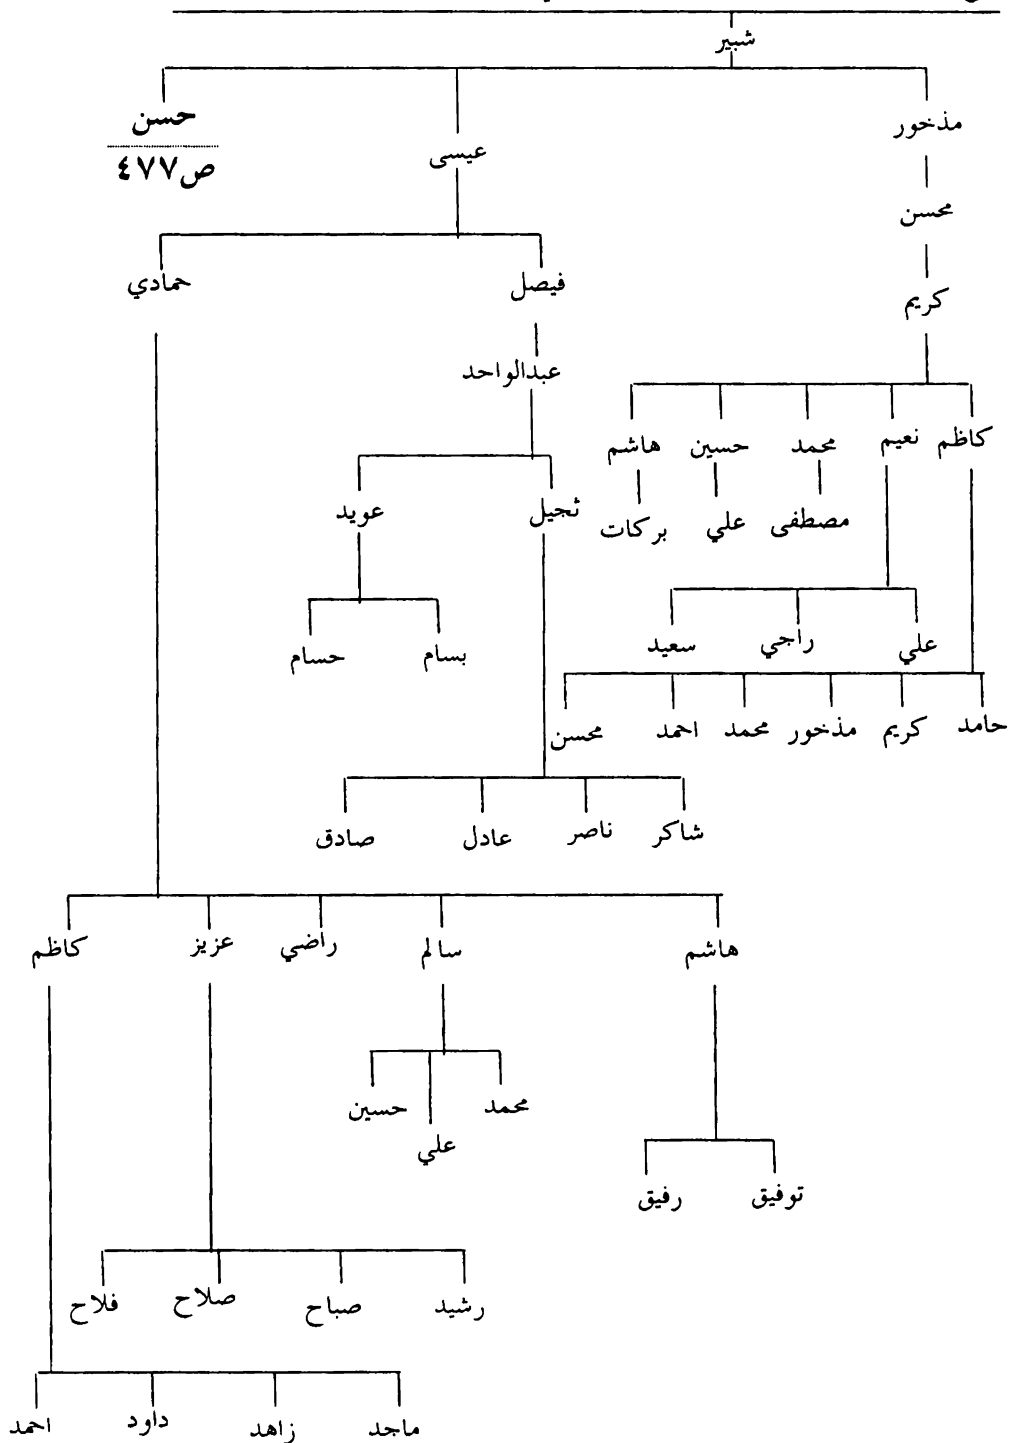 شبير
مذخور
عيسى
حسن
ص٤٧٧
محسن
كريم
فيصل
حمادي
عبدالواحد
كاظم
نعيم
محمد
حسين
هاشم
ثجيل
عويد
مصطفى
علي
بركات
علي
راجي
سعيد
بسام
حسام
حامد
كريم
مذخور
محمد
احمد
محسن
شاكر
ناصر
عادل
صادق
هاشم
سالم
راضي
عزيز
كاظم
محمد
علي
حسين
توفيق
رفيق
رشيد
صباح
صلاح
فلاح
ماجد
زاهد
داود
احمد